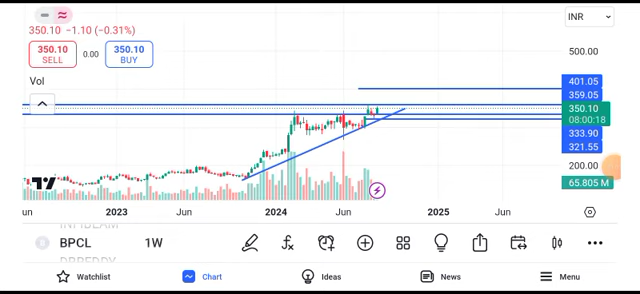 INR
350.10 −1.10 (−0.31%)
350.10
SELL
0.00
350.10
BUY
500.00
Vol
401.05
359.05
350.10
08:00:18
333.90
321.55
200.00
65.805 M
2023
Jun
2024
Jun
2025
Jun
BPCL
1W
Watchlist
Chart
Ideas
News
Menu